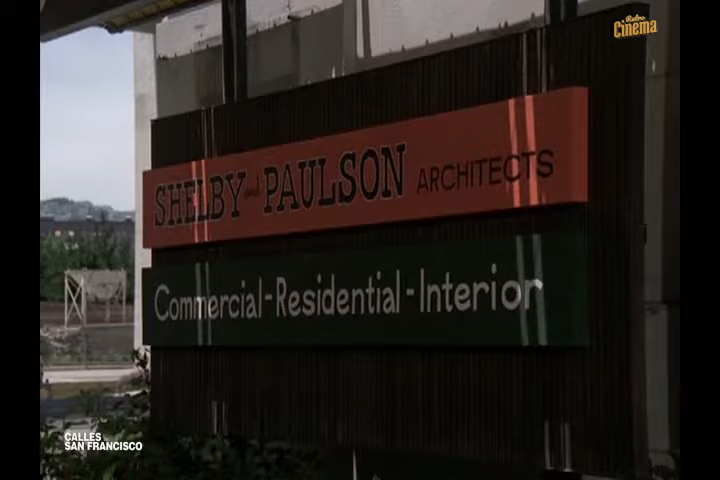 Retro
Cinema
SHELBY and PAULSON ARCHITECTS
Commercial-Residential-Interior
CALLES
SAN FRANCISCO